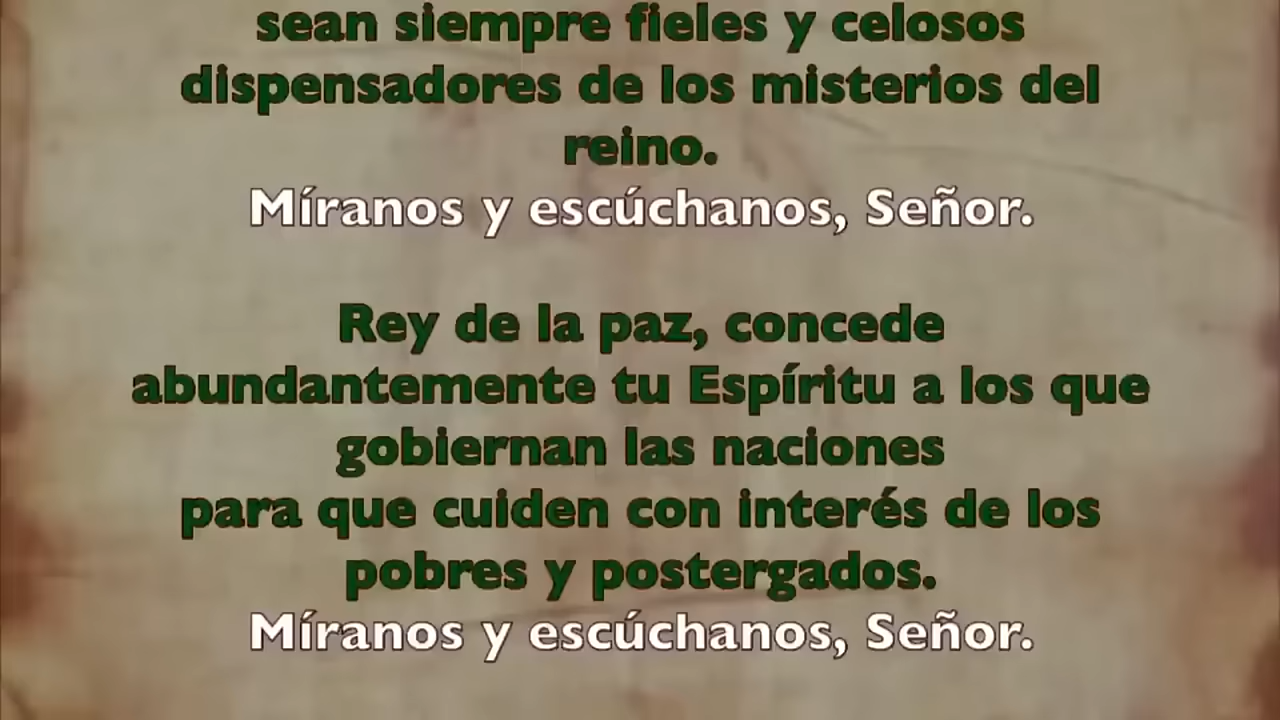 sean siempre fieles y celosos
dispensadores de los misterios del
reino.
Míranos y escúchanos, Señor.
Rey de la paz, concede
abundantemente tu Espíritu a los que
gobiernan las naciones
para que cuiden con interés de los
pobres y postergados.
Míranos y escúchanos, Señor.